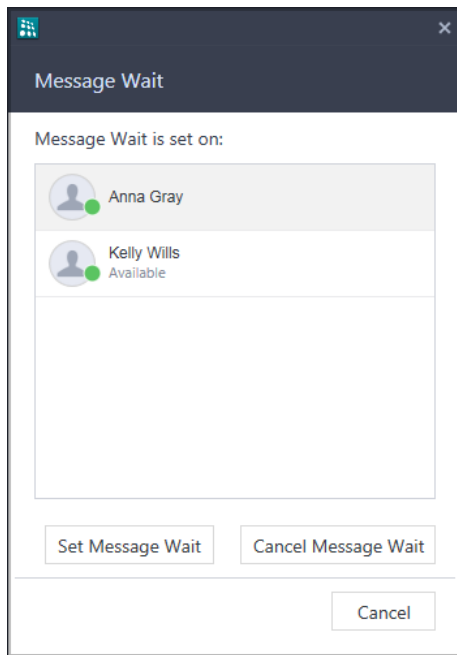 Message Wait
Message Wait is set on:
Anna Gray
Kelly Wills
Available
Set Message Wait
Cancel Message Wait
Cancel